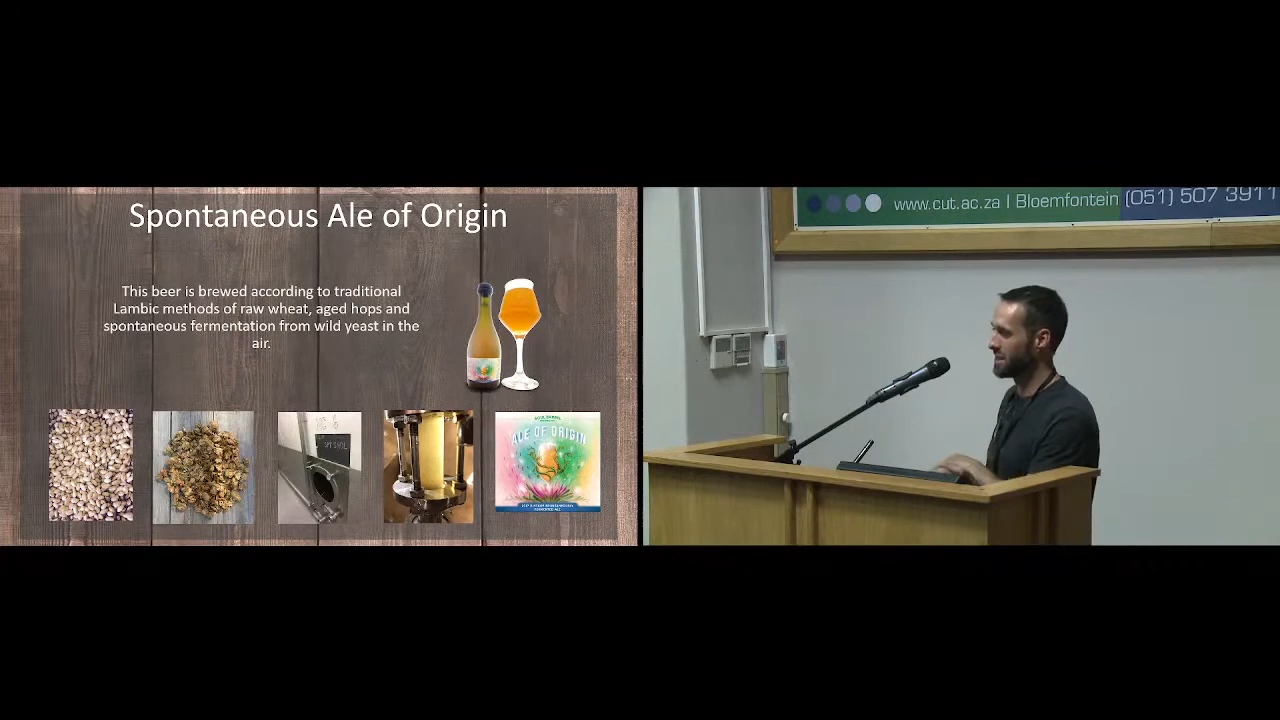 Spontaneous Ale of Origin
This beer is brewed according to traditional
Lambic methods of raw wheat, aged hops and
spontaneous fermentation from wild yeast in the
air.
SOUL BARREL
ALE OF ORIGIN
www.cut.ac.za | Bloemfontein (051) 507 3911